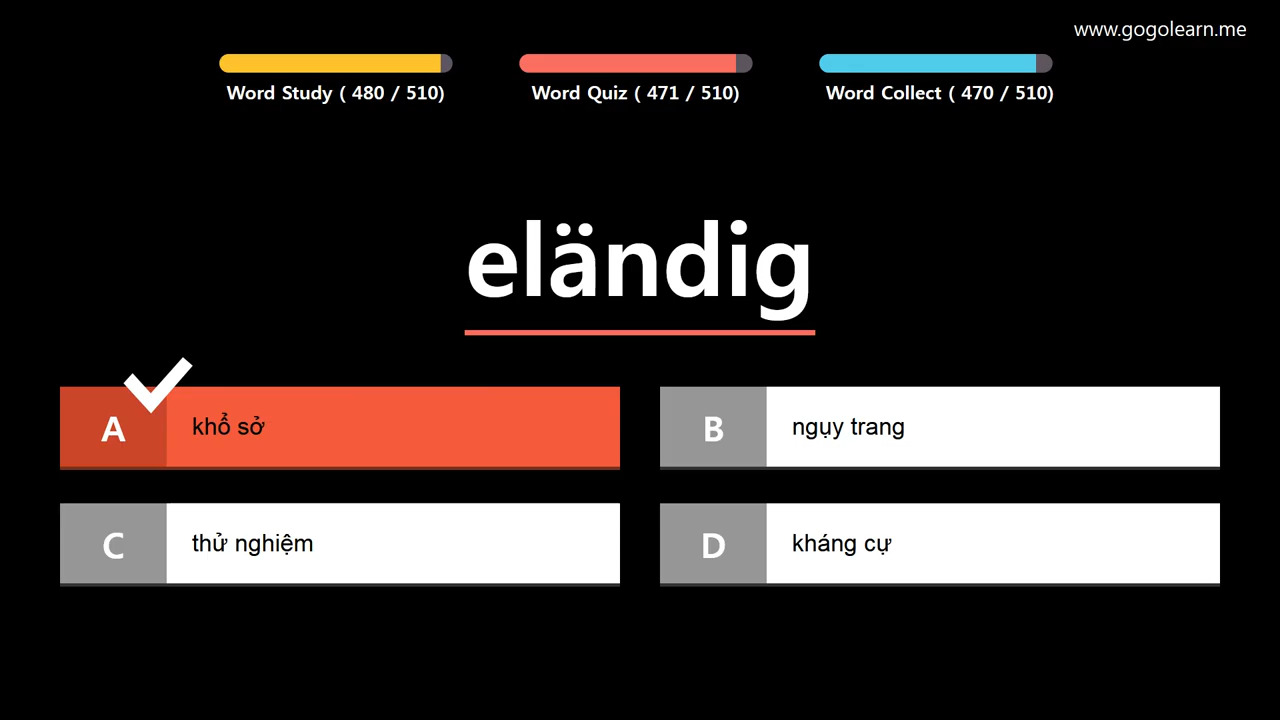 www.gogolearn.me
Word Study ( 480 / 510)
Word Quiz ( 471 / 510)
Word Collect ( 470 / 510)
eländig
A khổ sở
B ngụy trang
C thử nghiệm
D kháng cự